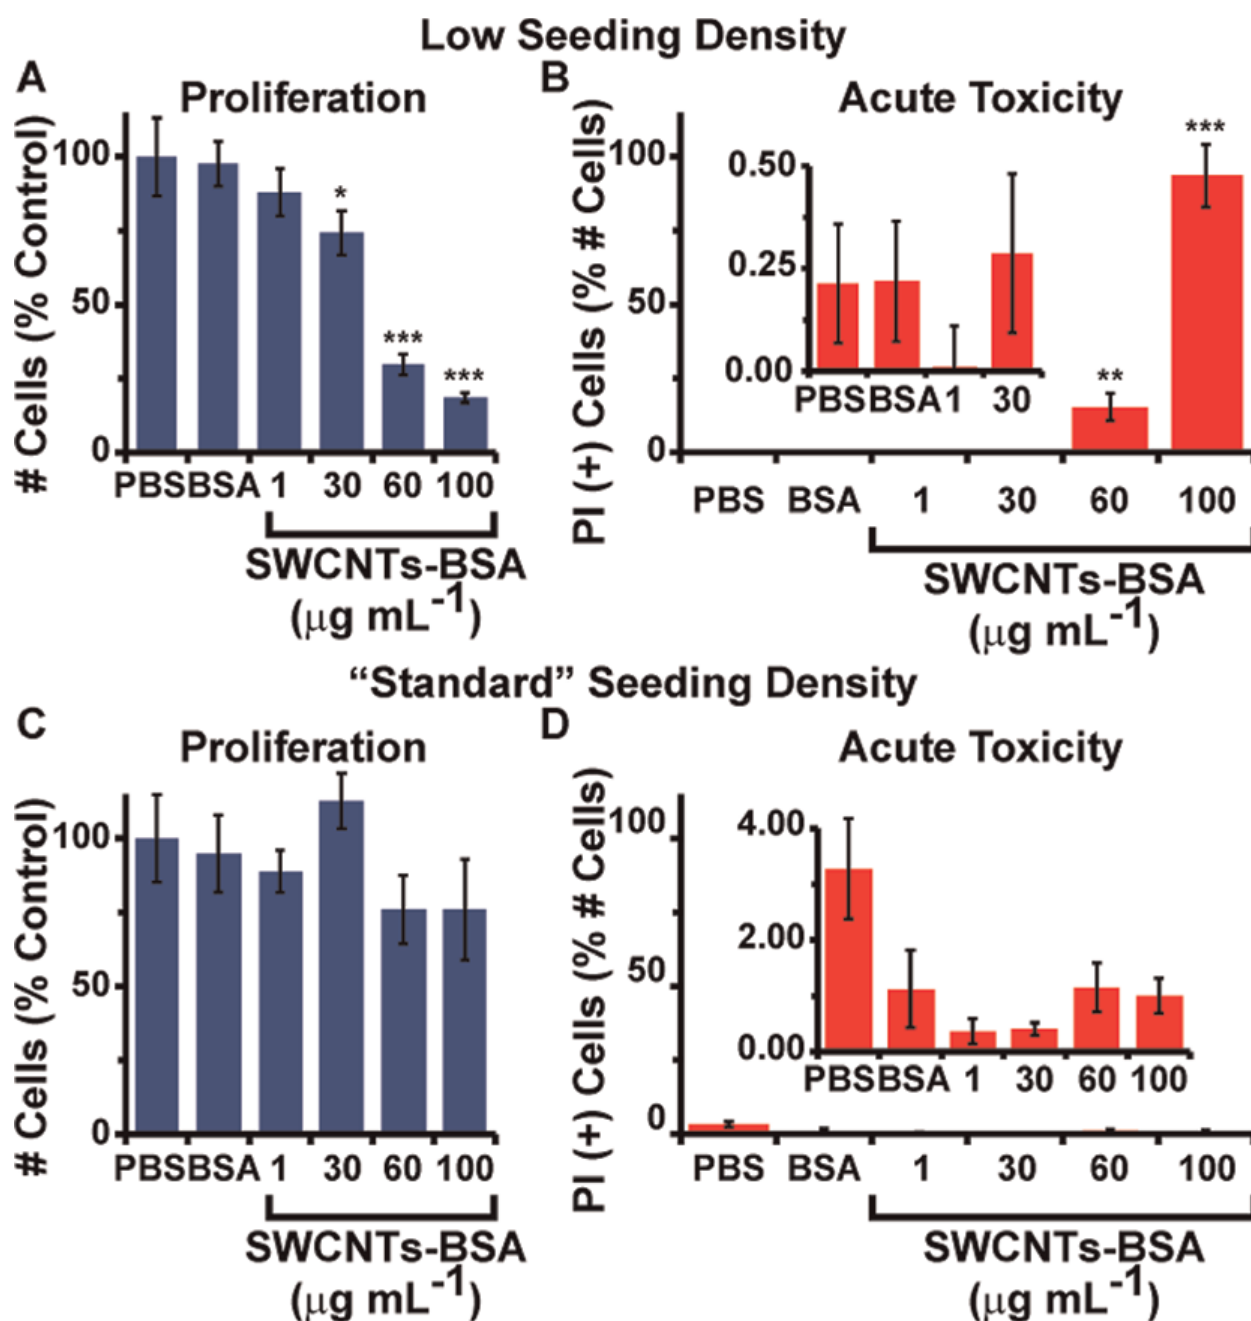 Low Seeding Density
A
Proliferation
# Cells (% Control)
100
50
0
*
***
***
PBS BSA 1 30 60 100
SWCNTs-BSA
(μg mL⁻¹)
B
Acute Toxicity
PI (+) Cells (% # Cells)
100
50
0
0.50
0.25
0.00
PBS BSA 1 30
**
***
PBS BSA 1 30 60 100
SWCNTs-BSA
(μg mL⁻¹)
“Standard” Seeding Density
C
Proliferation
# Cells (% Control)
100
50
0
PBS BSA 1 30 60 100
SWCNTs-BSA
(μg mL⁻¹)
D
Acute Toxicity
PI (+) Cells (% # Cells)
100
50
0
4.00
2.00
0.00
PBS BSA 1 30 60 100
PBS BSA 1 30 60 100
SWCNTs-BSA
(μg mL⁻¹)